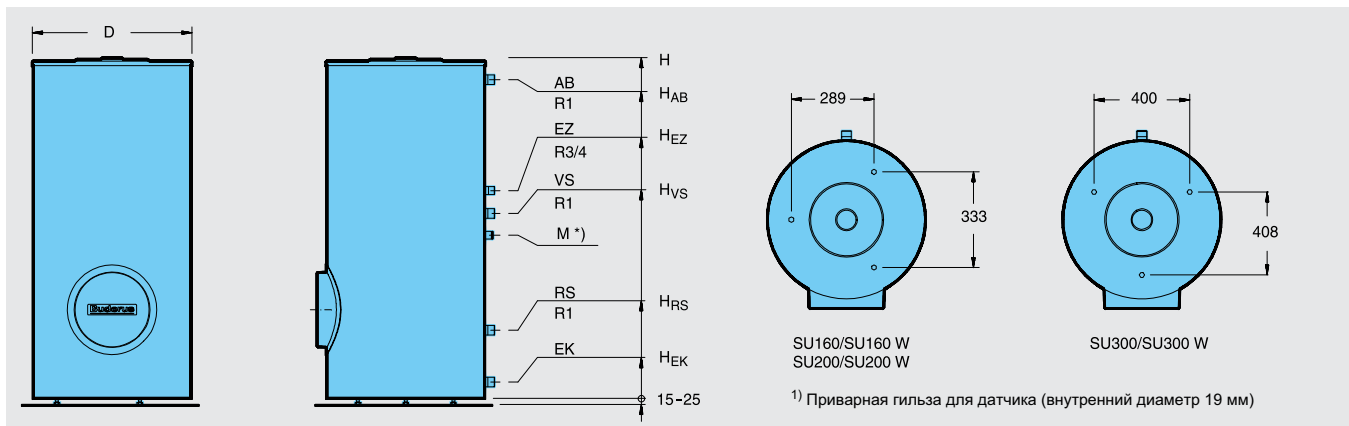 D
Buderus
AB
R1
EZ
R3/4
VS
R1
M *)
RS
R1
EK
H
HAB
HEZ
HVS
HRS
HEK
15-25
289
333
SU160/SU160 W
SU200/SU200 W
400
408
SU300/SU300 W
1) Приварная гильза для датчика (внутренний диаметр 19 мм)